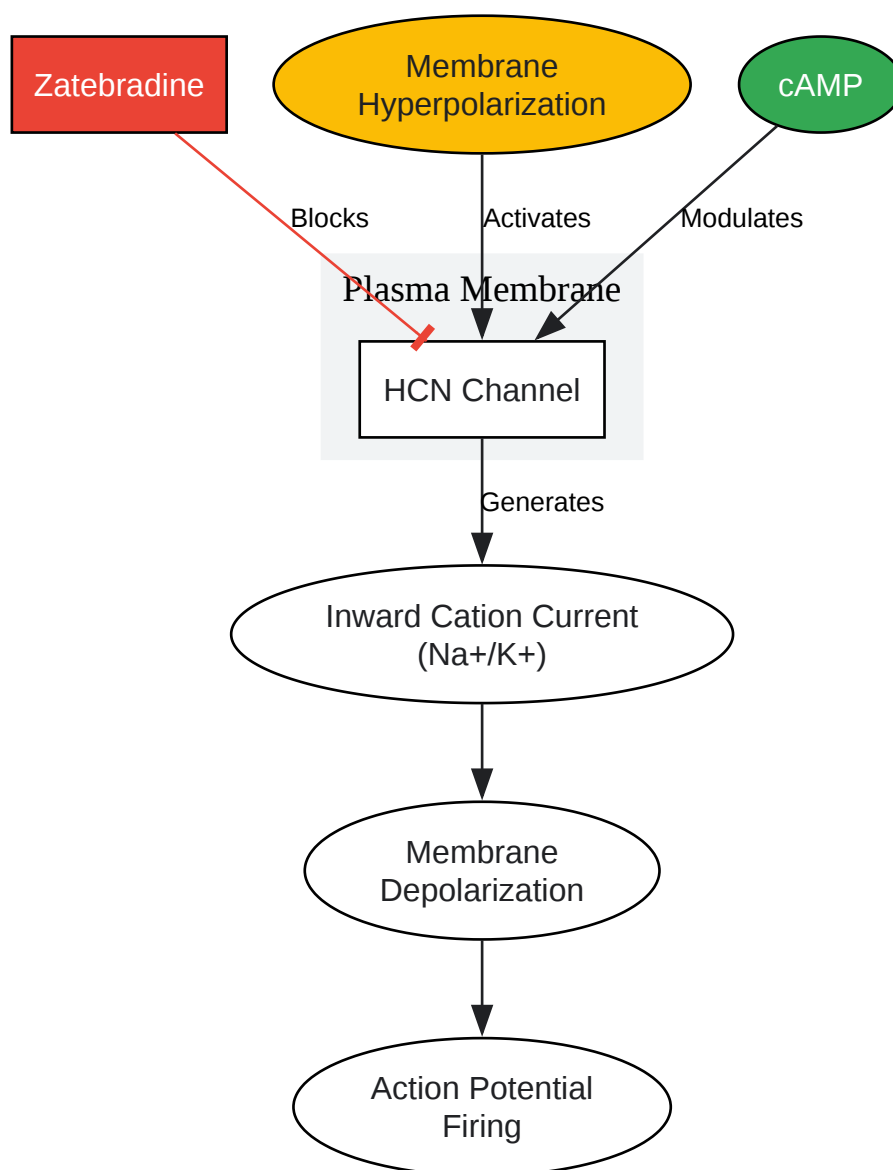 Zatebradine
Membrane
Hyperpolarization
cAMP
Blocks
Activates
Modulates
Plasma Membrane
HCN Channel
Generates
Inward Cation Current
(Na+/K+)
Membrane
Depolarization
Action Potential
Firing